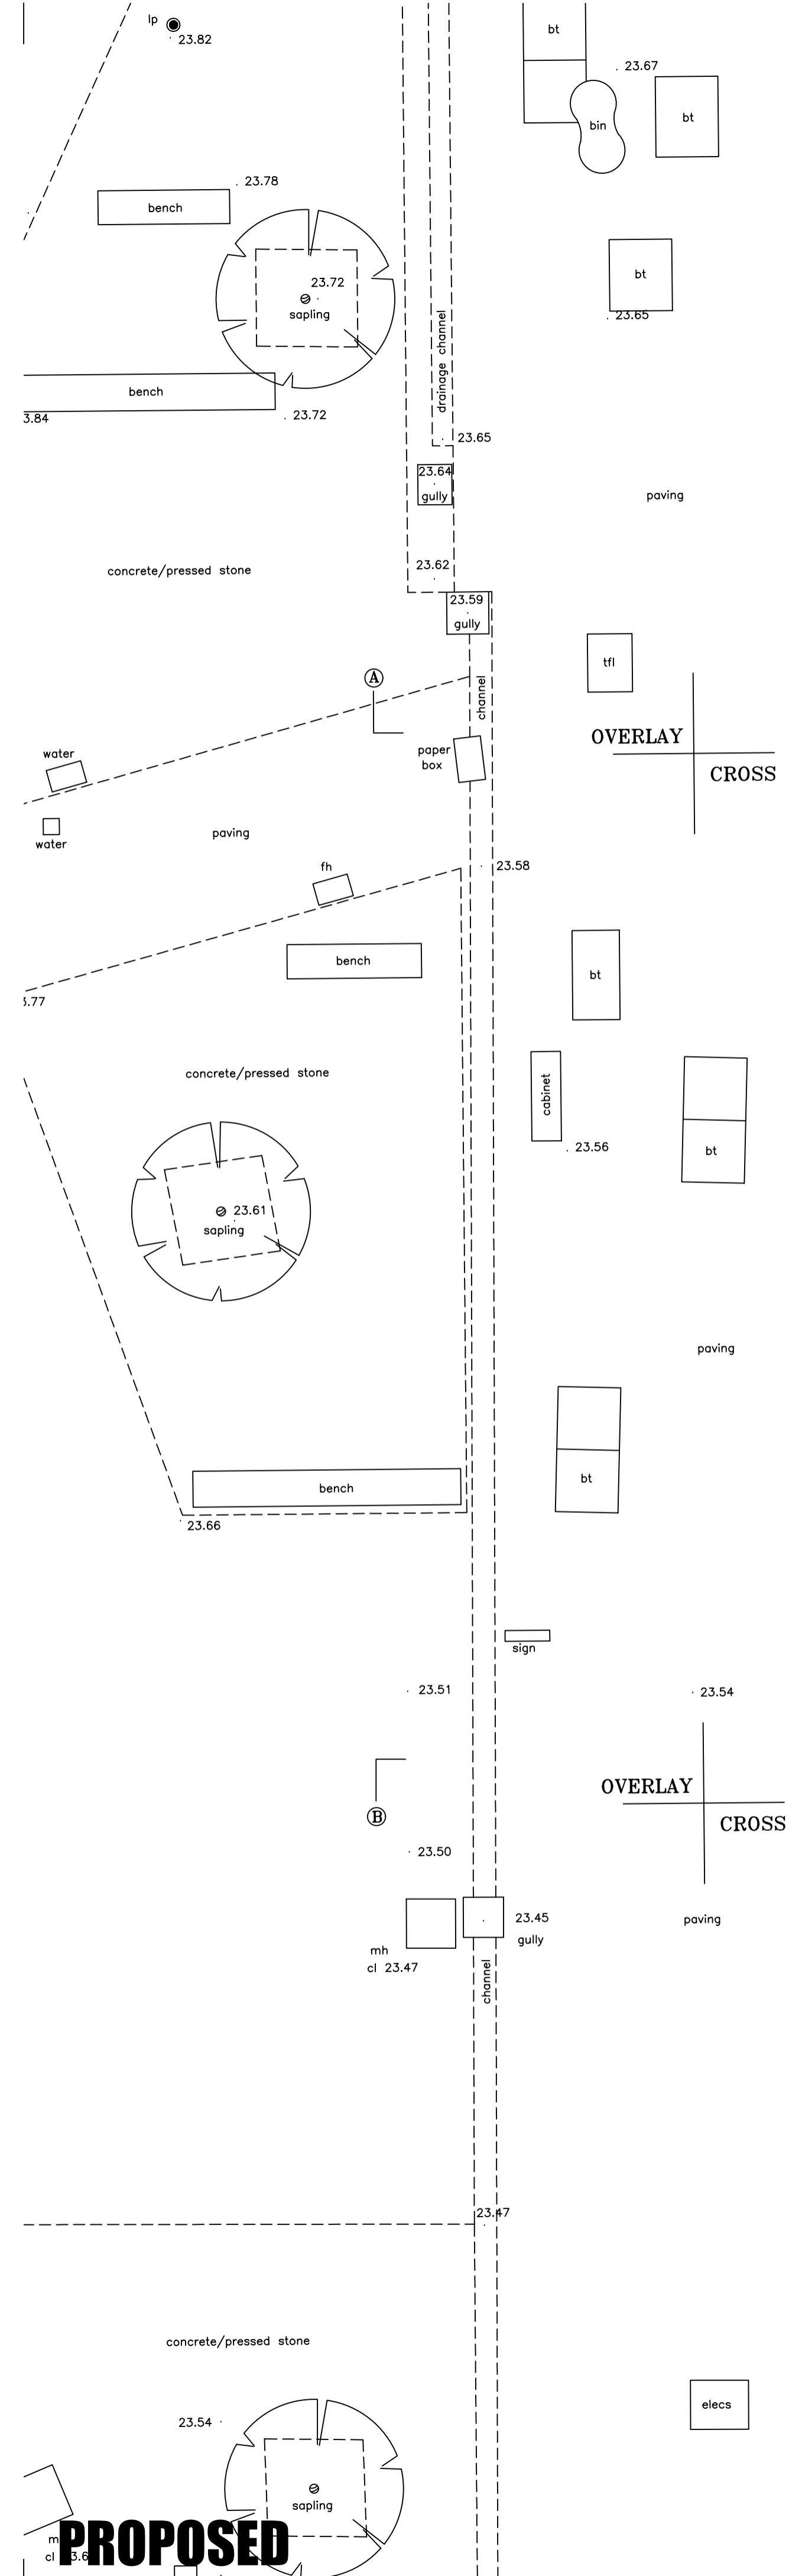 lp
23.82
bt
23.67
bin
bt
23.78
bench
bt
23.72
sapling
23.65
drainage channel
bench
3.84
23.72
23.65
23.64
gully
paving
23.62
concrete/pressed stone
23.59
gully
tfl
A
channel
OVERLAY
CROSS
paper
box
water
water
paving
fh
23.58
bench
bt
.77
concrete/pressed stone
cabinet
23.56
bt
23.61
sapling
paving
bench
bt
23.66
sign
23.51
23.54
OVERLAY
CROSS
B
23.50
23.45
gully
paving
mh
cl 23.47
channel
23.47
concrete/pressed stone
elecs
23.54
sapling
PROPOSED
cl